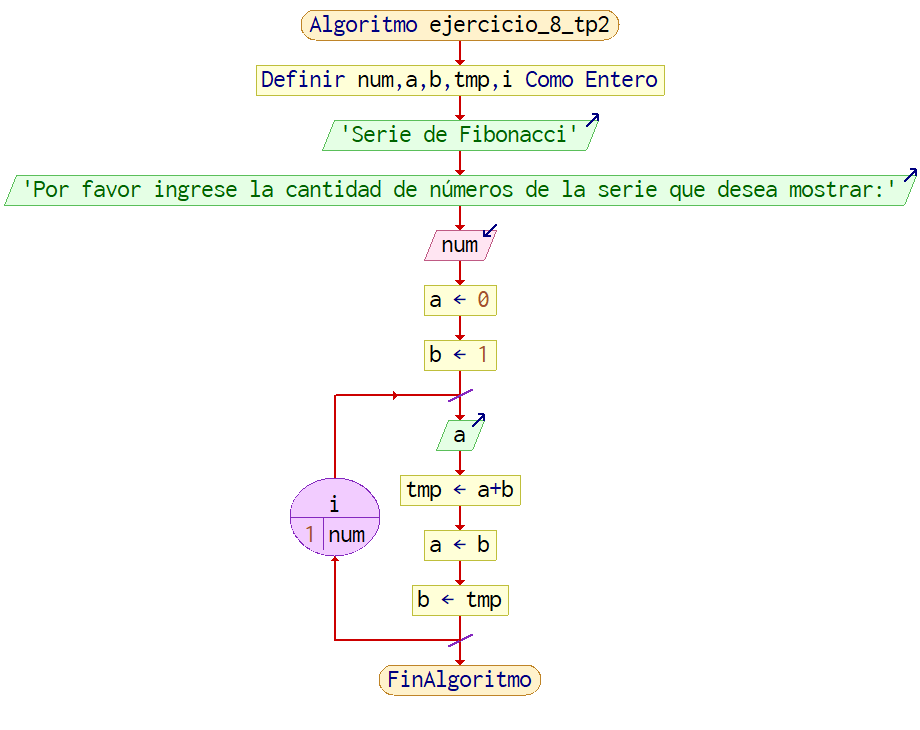 Algoritmo ejercicio_8_tp2
Definir num,a,b,tmp,i Como Entero
'Serie de Fibonacci'
'Por favor ingrese la cantidad de números de la serie que desea mostrar:'
num
a ← 0
b ← 1
a
tmp ← a+b
i
1 num
a ← b
b ← tmp
FinAlgoritmo